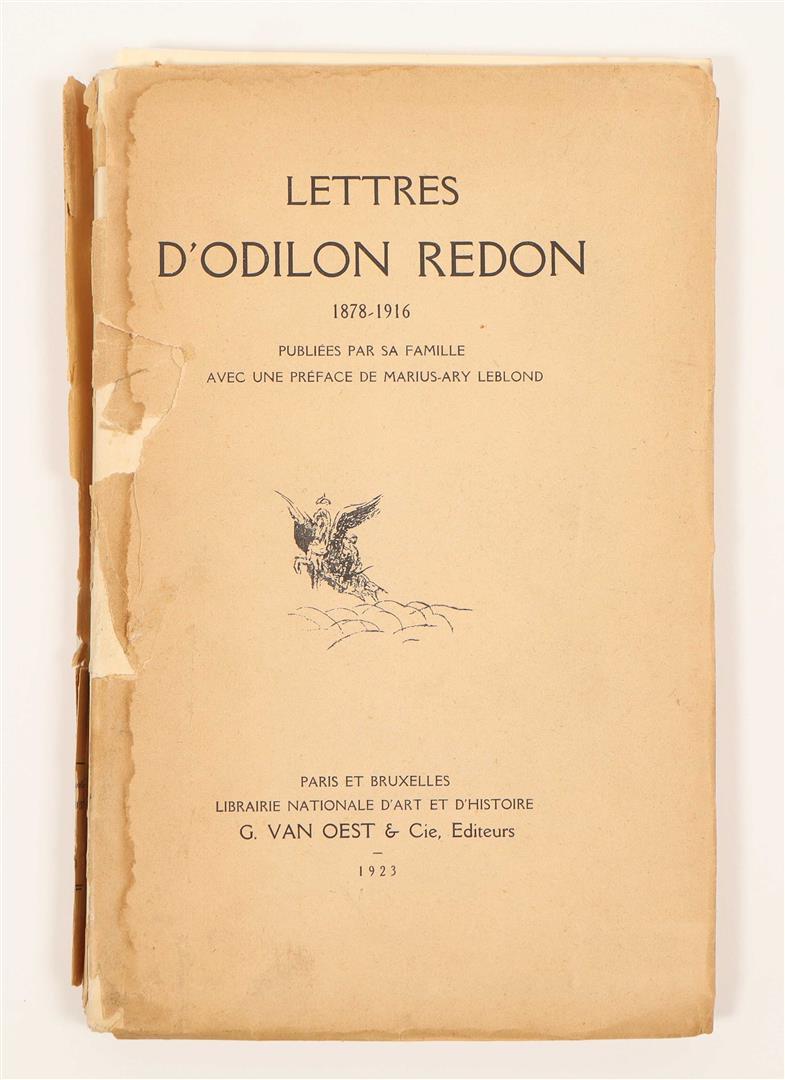 LETTRES
D'ODILON REDON
1878-1916
PUBLIÉES PAR SA FAMILLE
AVEC UNE PRÉFACE DE MARIUS-ARY LEBLOND
PARIS ET BRUXELLES
LIBRAIRIE NATIONALE D'ART ET D'HISTOIRE
G. VAN OEST & Cie, Editeurs
1923